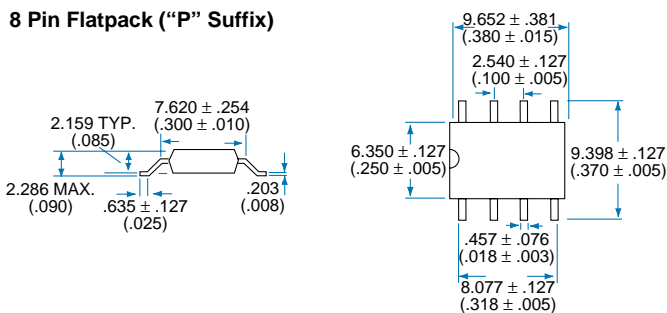 8 Pin Flatpack (“P” Suffix)
7.620 ± .254
(.300 ± .010)
2.159 TYP.
(.085)
2.286 MAX.
(.090)
.635 ± .127
(.025)
.203
(.008)
9.652 ± .381
(.380 ± .015)
2.540 ± .127
(.100 ± .005)
6.350 ± .127
(.250 ± .005)
9.398 ± .127
(.370 ± .005)
.457 ± .076
(.018 ± .003)
8.077 ± .127
(.318 ± .005)